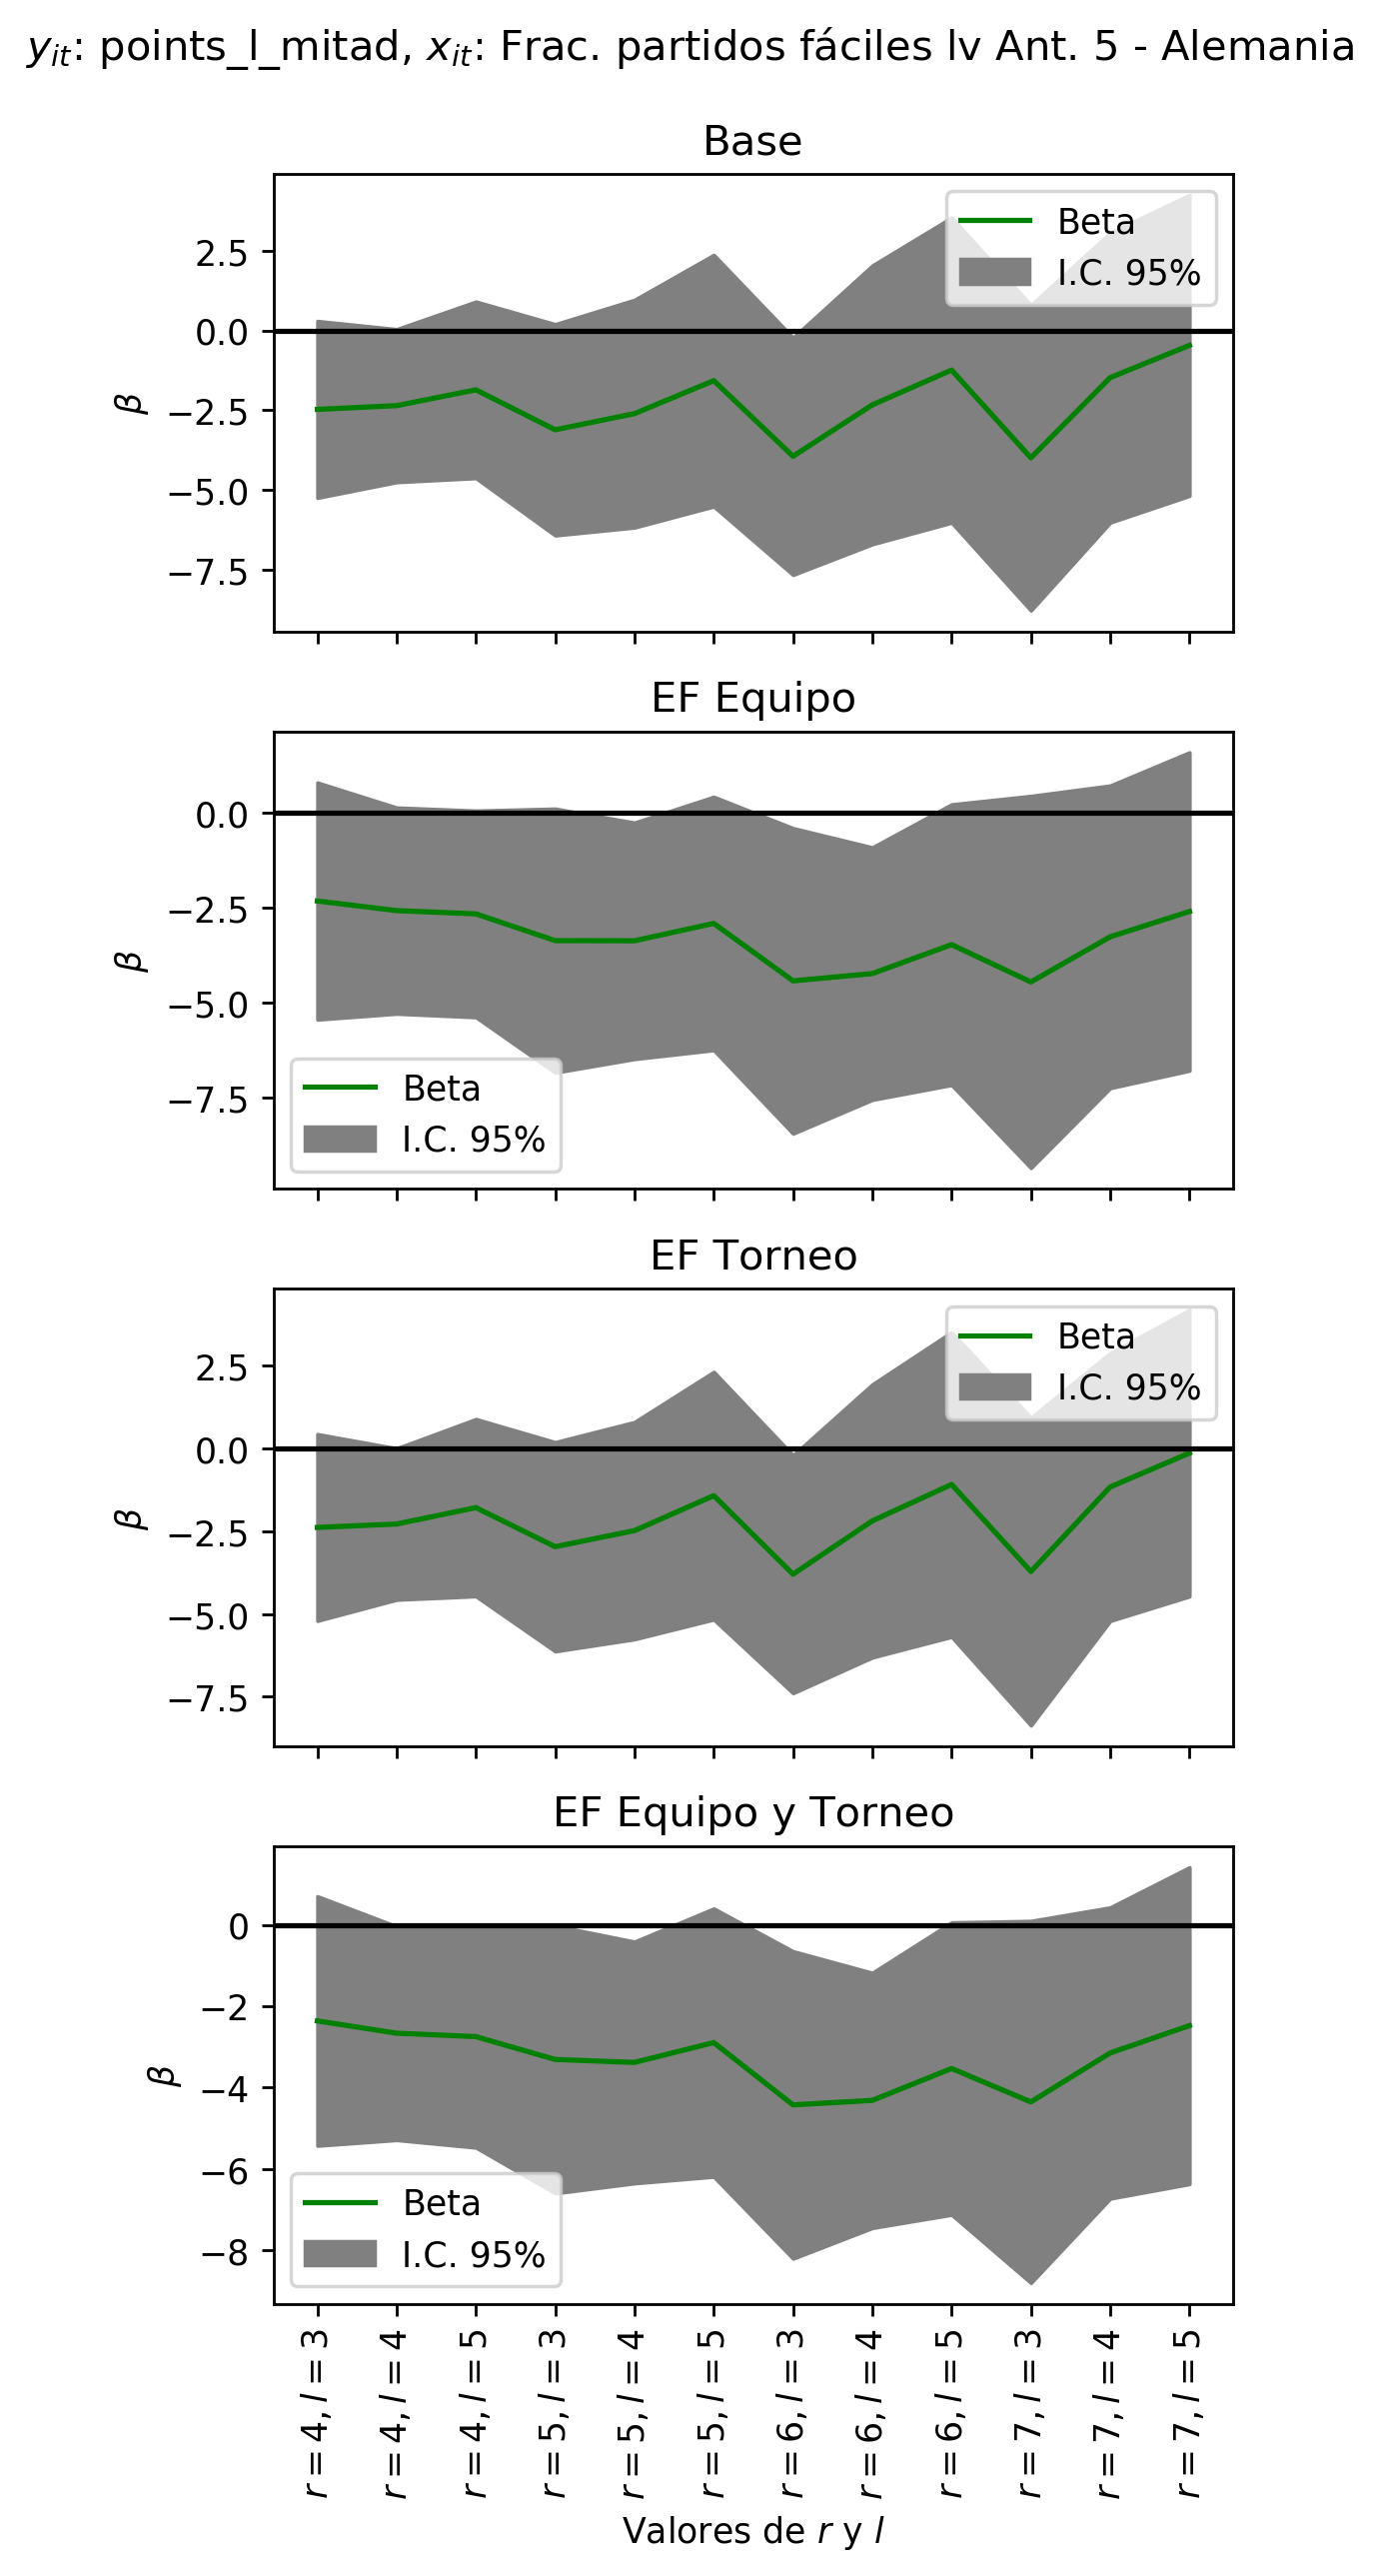 y_it: points_l_mitad, x_it: Frac. partidos fáciles lv Ant. 5 - Alemania
Base
Beta
I.C. 95%
2.5
0.0
−2.5
−5.0
−7.5
β
EF Equipo
0.0
−2.5
−5.0
−7.5
β
Beta
I.C. 95%
EF Torneo
Beta
I.C. 95%
2.5
0.0
−2.5
−5.0
−7.5
β
EF Equipo y Torneo
0
−2
−4
−6
−8
β
Beta
I.C. 95%
r = 4, l = 3
r = 4, l = 4
r = 4, l = 5
r = 5, l = 3
r = 5, l = 4
r = 5, l = 5
r = 6, l = 3
r = 6, l = 4
r = 6, l = 5
r = 7, l = 3
r = 7, l = 4
r = 7, l = 5
Valores de r y l